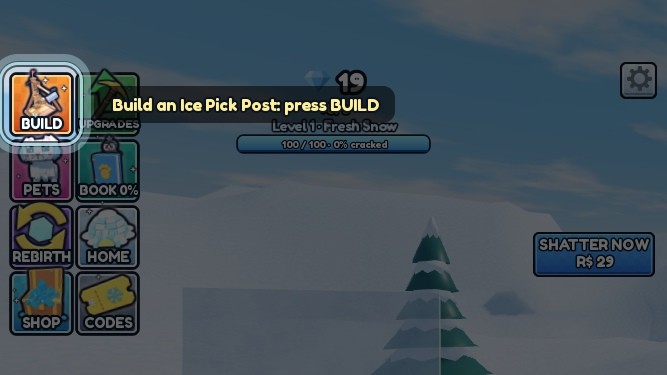 19
BUILD
UPGRADES
Build an Ice Pick Post: press BUILD
Level 1 · Fresh Snow
100 / 100 · 0% cracked
PETS
BOOK 0%
REBIRTH
HOME
SHATTER NOW
R$ 29
SHOP
CODES